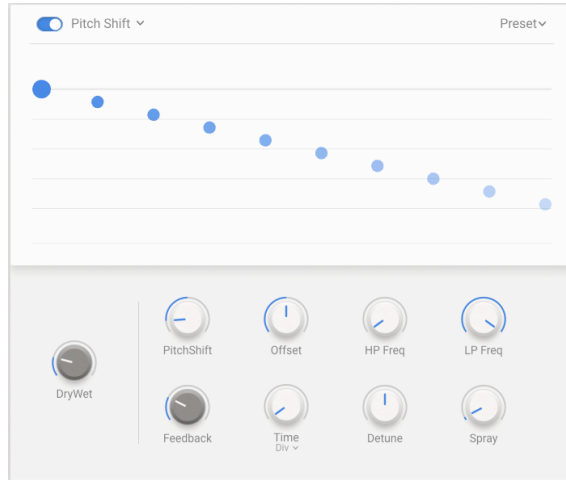 Pitch Shift
Preset
PitchShift
Offset
HP Freq
LP Freq
DryWet
Feedback
Time
Div
Detune
Spray